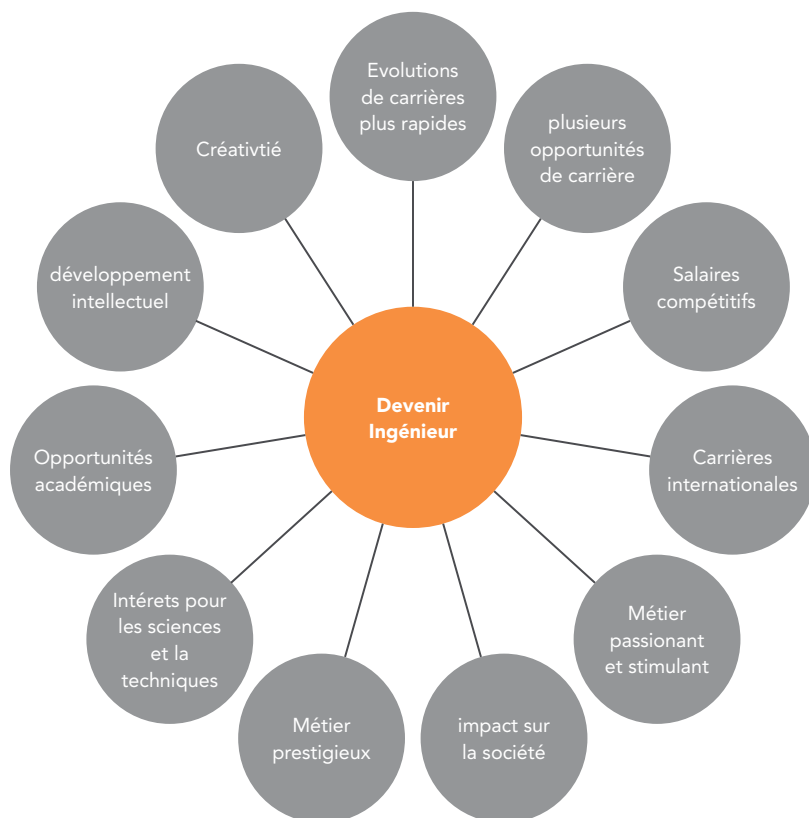 Evolutions
de carrières
plus rapides
plusieurs
opportunités
de carrière
Salaires
compétitifs
Carrières
internationales
Métier
passionant
et stimulant
impact sur
la société
Métier
prestigieux
Intérets pour
les sciences
et la
techniques
Opportunités
académiques
développement
intellectuel
Créativtié
Devenir
Ingénieur